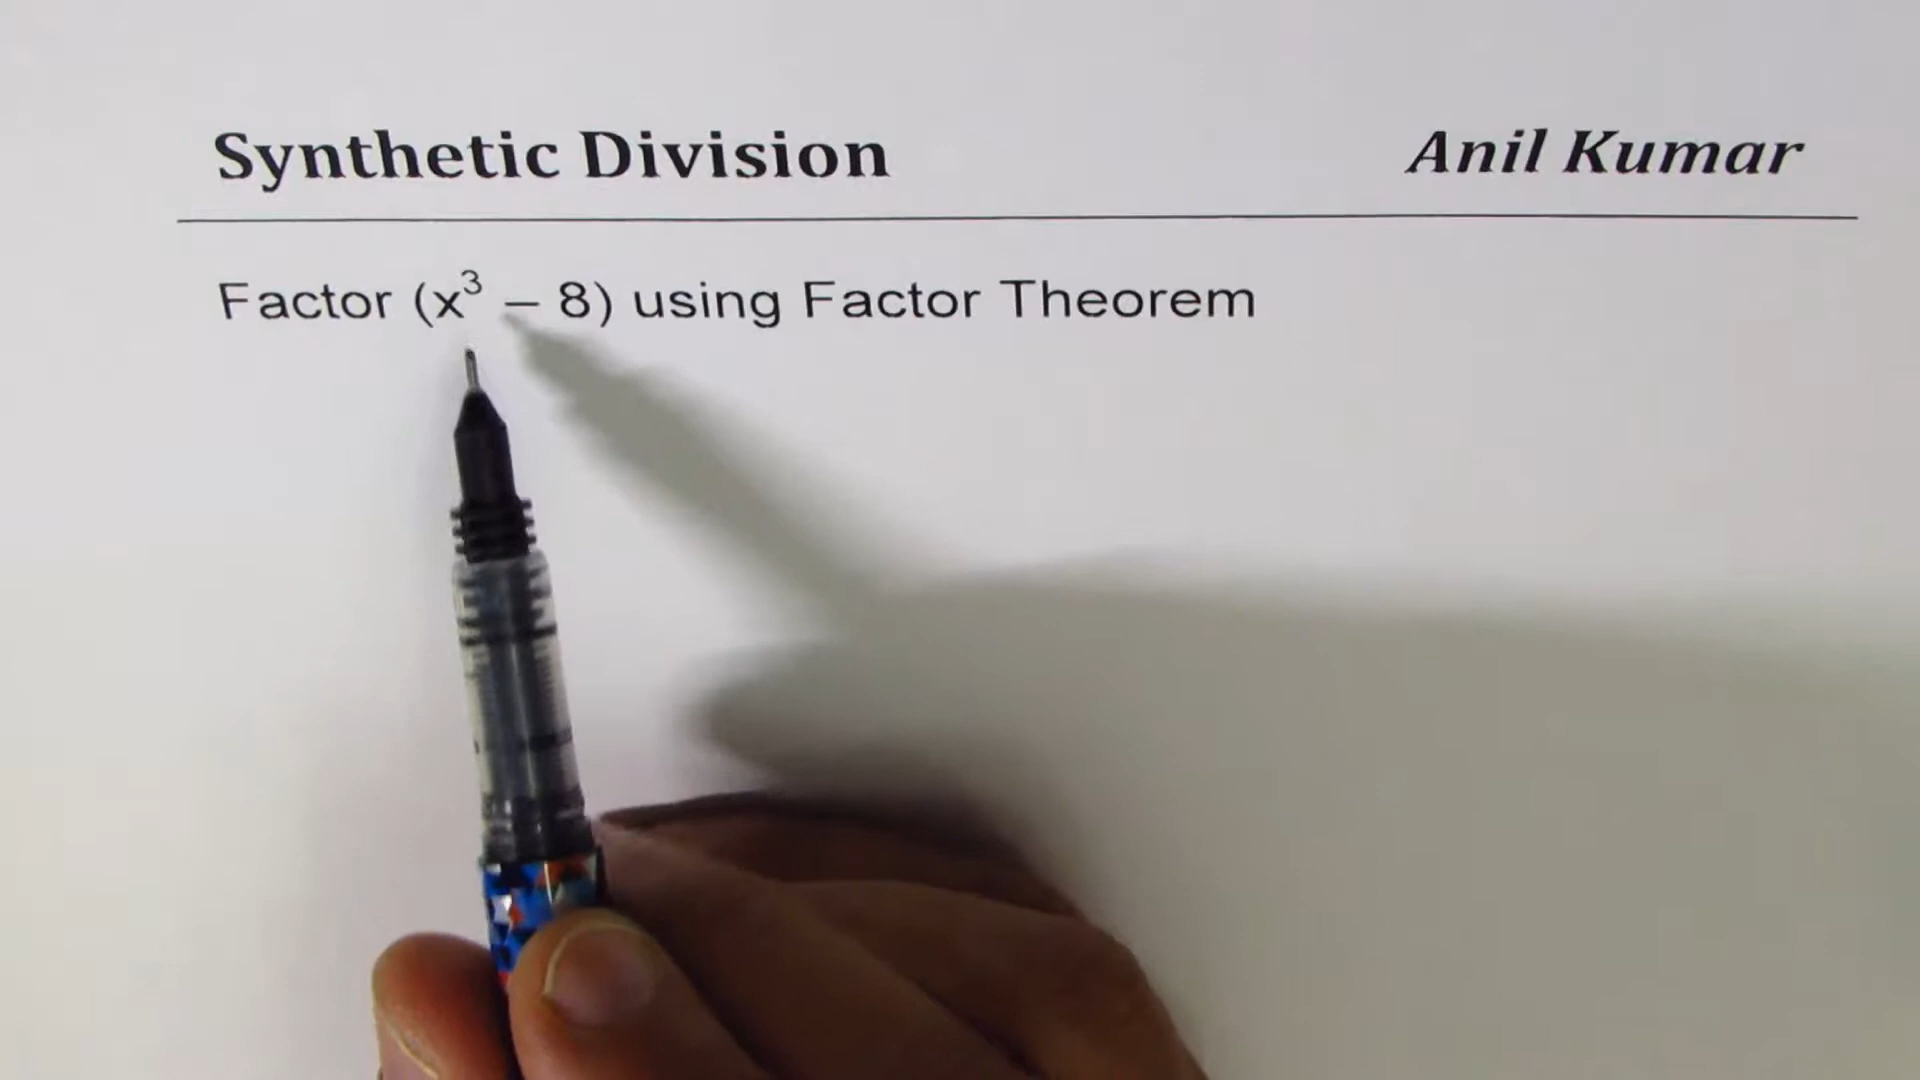 Synthetic Division Anil Kumar
Factor (x³ – 8) using Factor Theorem